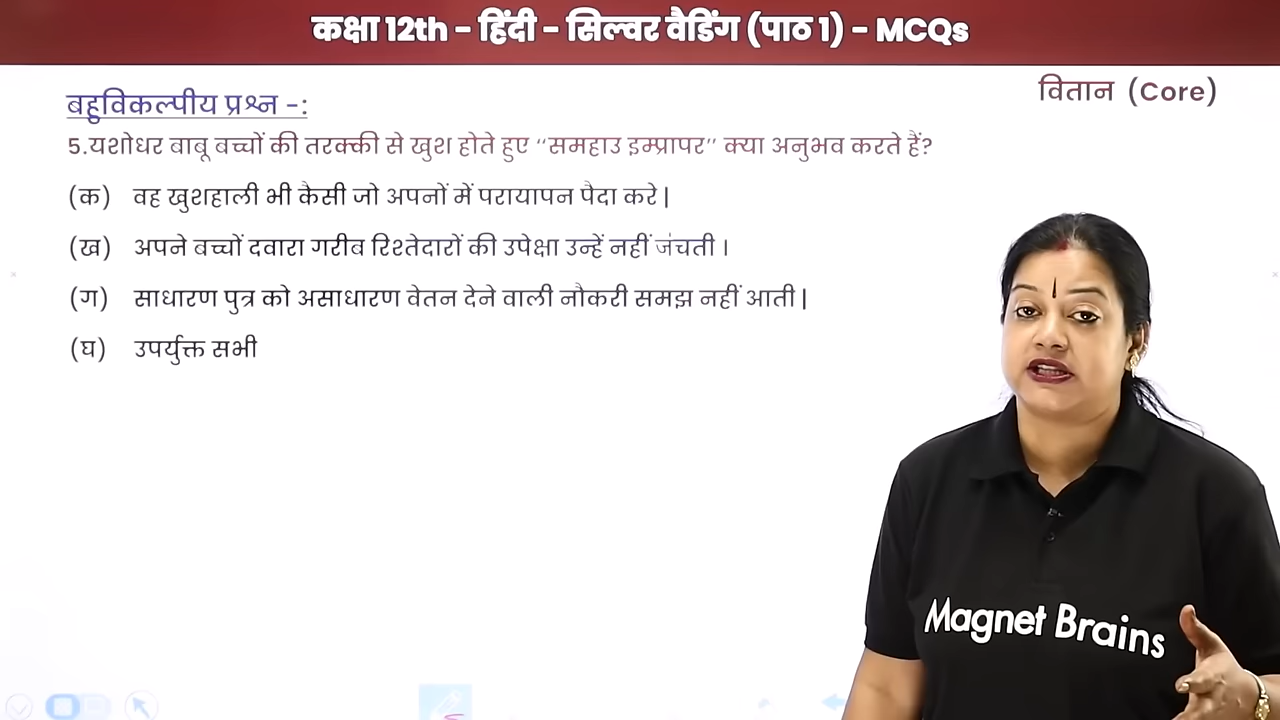 कक्षा 12th - हिंदी - सिल्वर वैडिंग (पाठ 1) - MCQs
वितान (Core)
बहुविकल्पीय प्रश्न -:
5.यशोधर बाबू बच्चों की तरक्की से खुश होते हुए ‘‘समहाउ इम्प्रापर’’ क्या अनुभव करते हैं?
(क) वह खुशहाली भी कैसी जो अपनों में परायापन पैदा करे|
(ख) अपने बच्चों दवारा गरीब रिश्तेदारों की उपेक्षा उन्हें नहीं जंचती ।
(ग) साधारण पुत्र को असाधारण वेतन देने वाली नौकरी समझ नहीं आती|
(घ) उपर्युक्त सभी
Magnet Brains